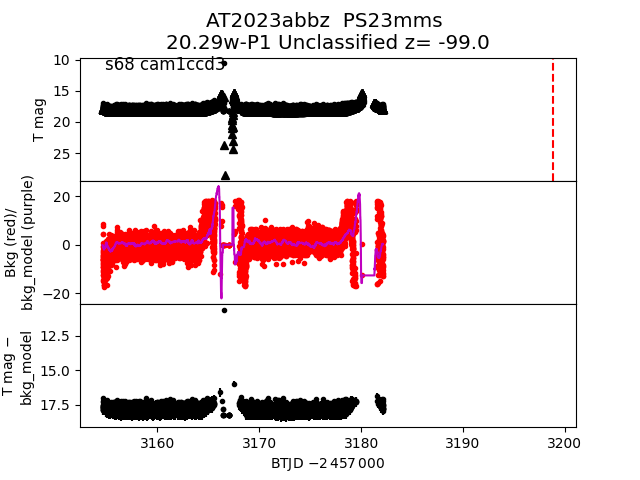 AT2023abbz  PS23mms
20.29w-P1 Unclassified z= -99.0
s68 cam1ccd3
10
15
20
25
T mag
20
0
−20
Bkg (red)/
bkg_model (purple)
12.5
15.0
17.5
T mag −
bkg_model
3160
3170
3180
3190
3200
BTJD −2 457 000